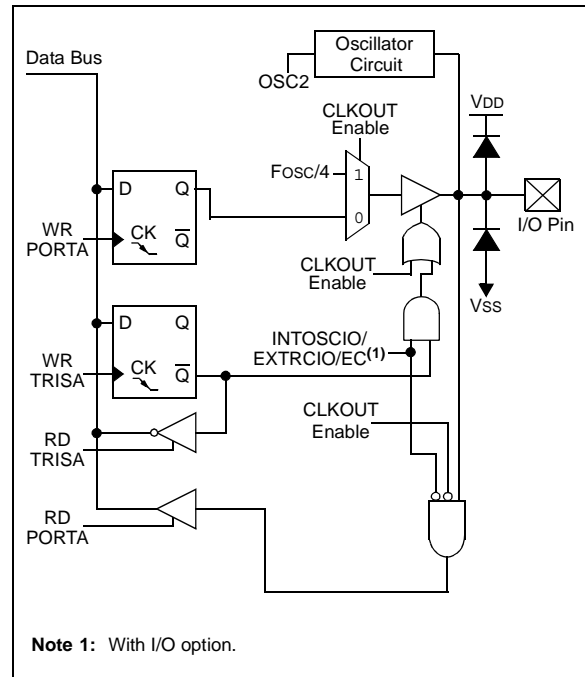 Data Bus
Oscillator
Circuit
OSC2
VDD
CLKOUT
Enable
FOSC/4
1
0
I/O Pin
D
Q
CK
Q
WR
PORTA
CLKOUT
Enable
VSS
D
Q
CK
Q
WR
TRISA
INTOSCIO/
EXTRCIO/EC(1)
CLKOUT
Enable
RD
TRISA
RD
PORTA
Note 1: With I/O option.